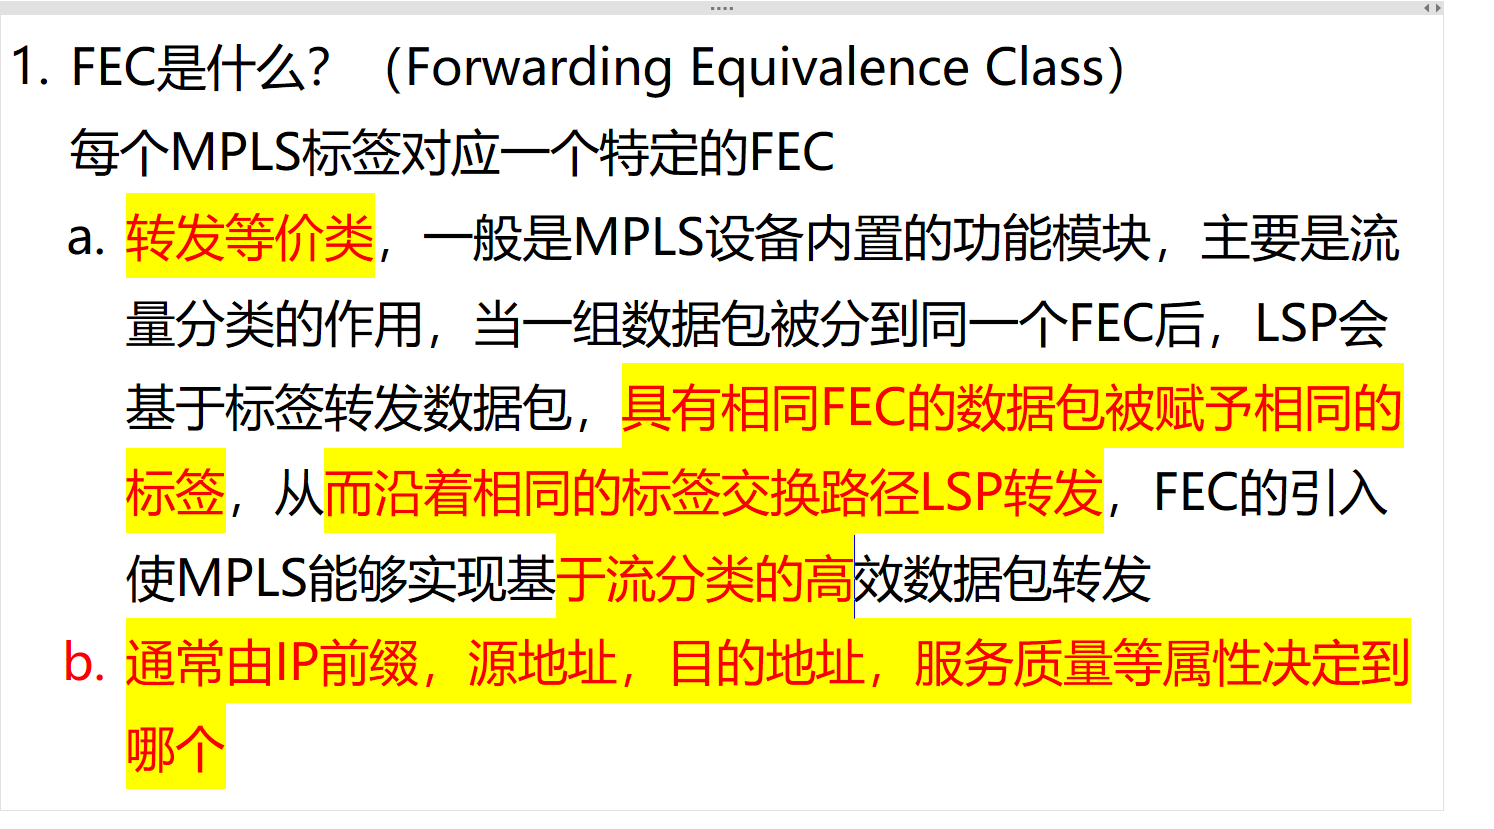 1. FEC是什么？（Forwarding Equivalence Class）
每个MPLS标签对应一个特定的FEC
a. 转发等价类，一般是MPLS设备内置的功能模块，主要是流
量分类的作用，当一组数据包被分到同一个FEC后，LSP会
基于标签转发数据包，具有相同FEC的数据包被赋予相同的
标签，从而沿着相同的标签交换路径LSP转发，FEC的引入
使MPLS能够实现基于流分类的高效数据包转发
b. 通常由IP前缀，源地址，目的地址，服务质量等属性决定到
哪个